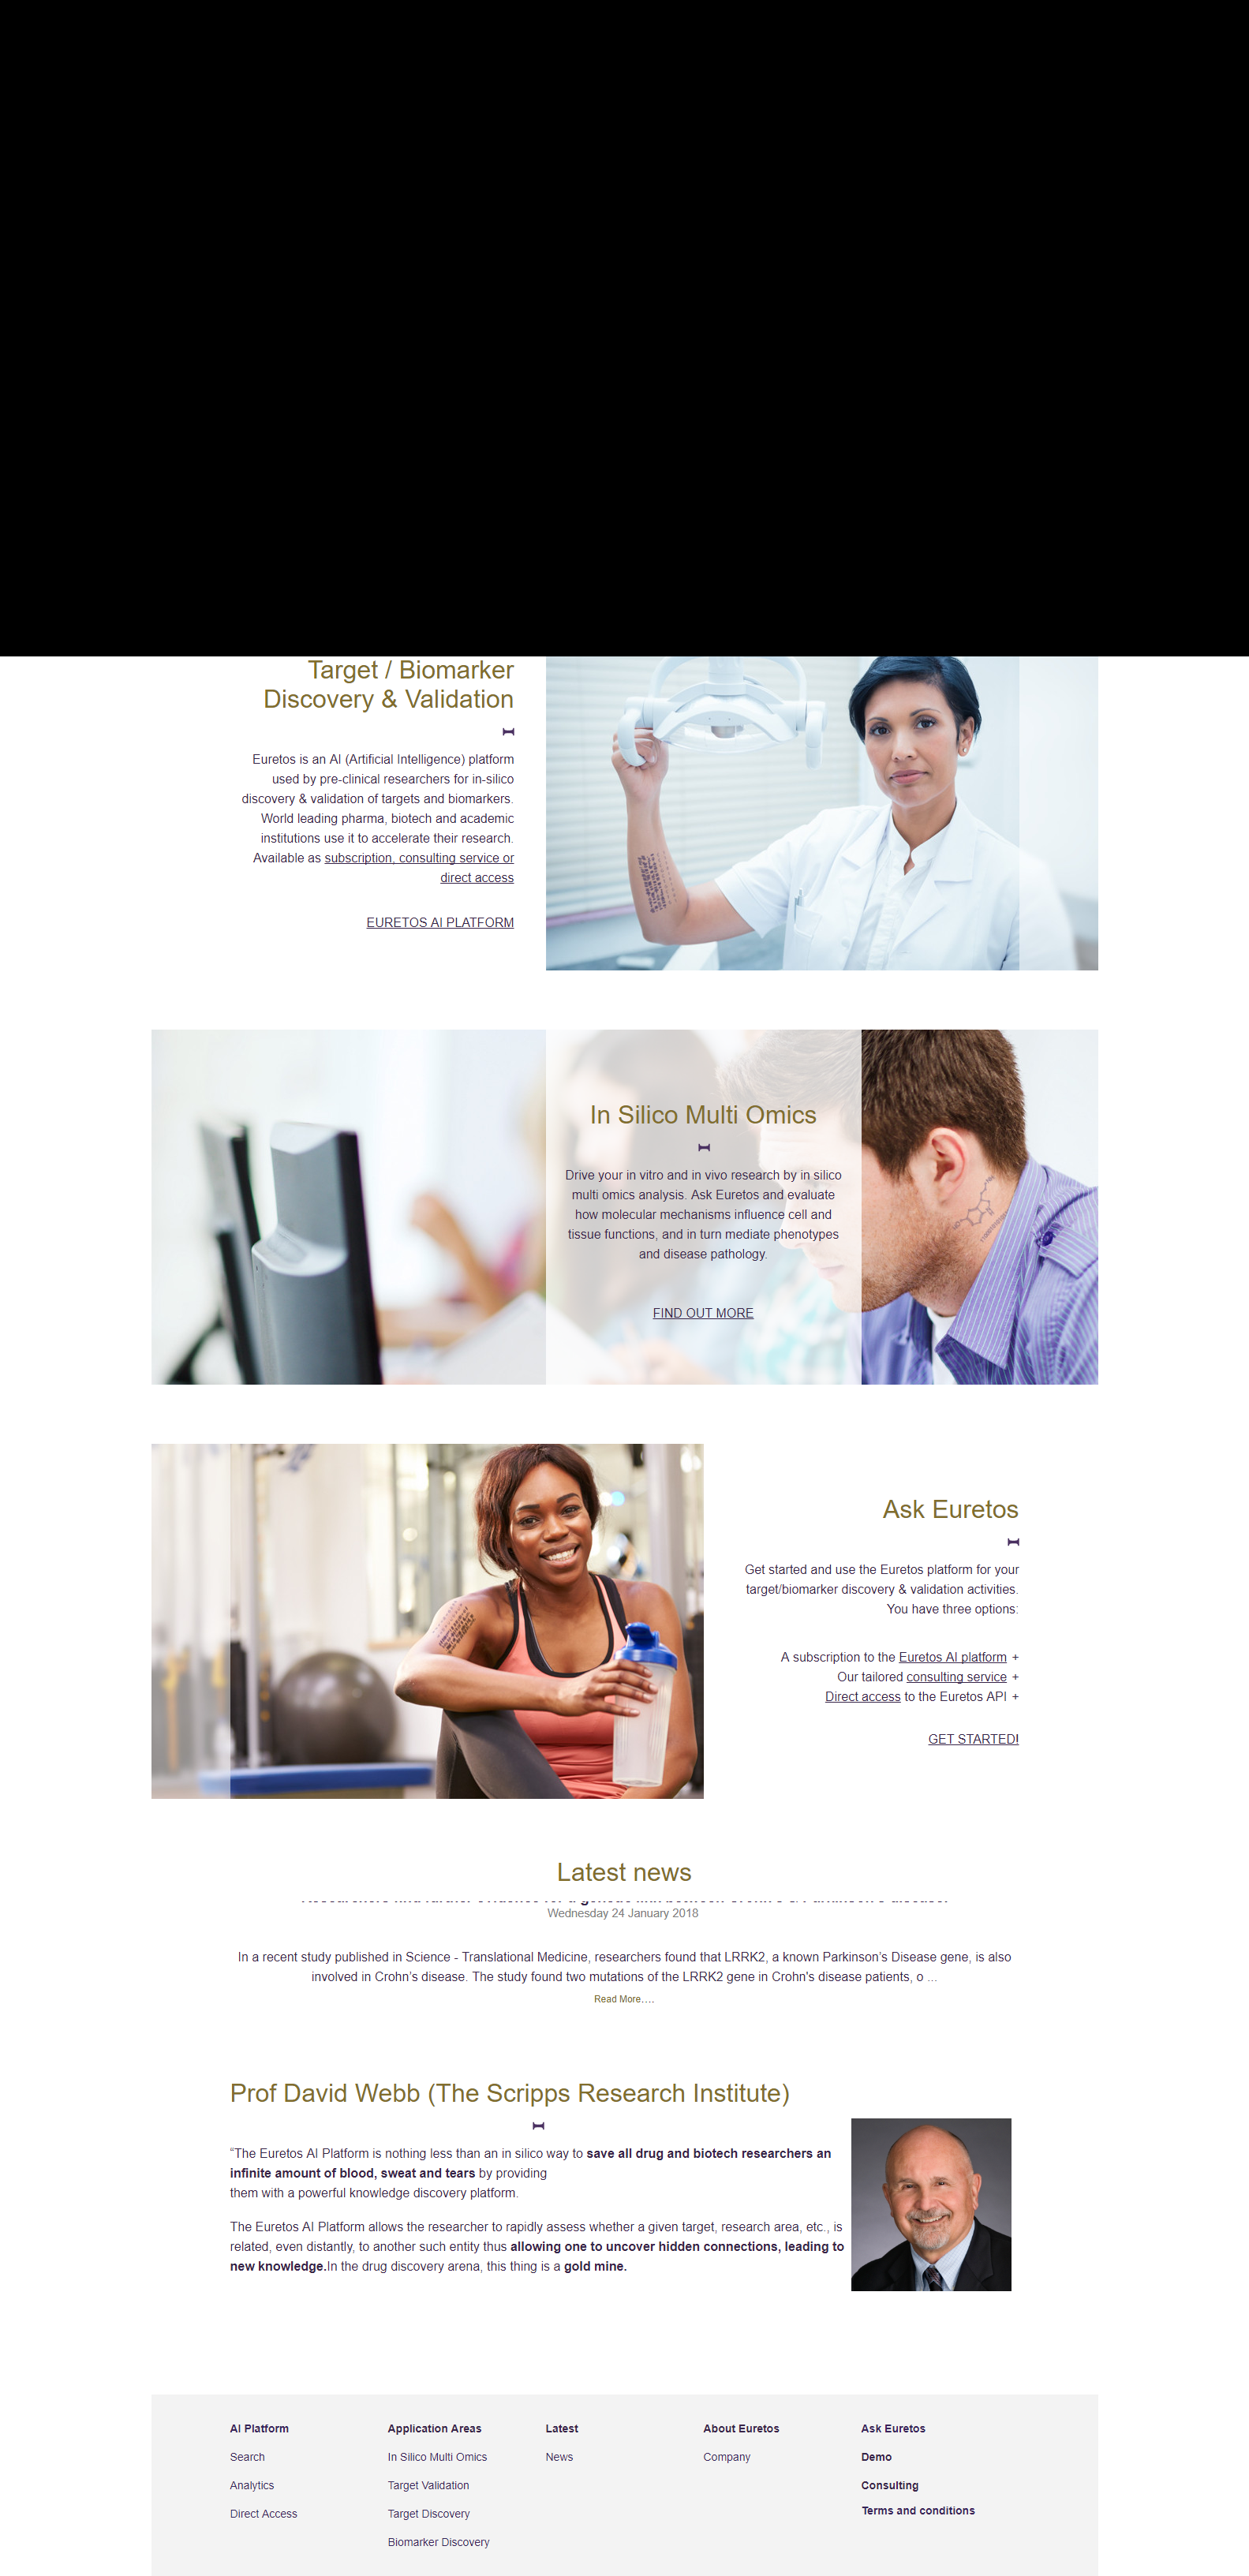 Target / Biomarker
Discovery & Validation
Euretos is an AI (Artificial Intelligence) platform
used by pre-clinical researchers for in-silico
discovery & validation of targets and biomarkers.
World leading pharma, biotech and academic
institutions use it to accelerate their research.
Available as subscription, consulting service or
direct access
EURETOS AI PLATFORM
In Silico Multi Omics
Drive your in vitro and in vivo research by in silico
multi omics analysis. Ask Euretos and evaluate
how molecular mechanisms influence cell and
tissue functions, and in turn mediate phenotypes
and disease pathology.
FIND OUT MORE
Ask Euretos
Get started and use the Euretos platform for your
target/biomarker discovery & validation activities.
You have three options:
A subscription to the Euretos AI platform +
Our tailored consulting service +
Direct access to the Euretos API +
GET STARTED!
Latest news
Wednesday 24 January 2018
In a recent study published in Science - Translational Medicine, researchers found that LRRK2, a known Parkinson’s Disease gene, is also
involved in Crohn’s disease. The study found two mutations of the LRRK2 gene in Crohn's disease patients, o ...
Read More….
Prof David Webb (The Scripps Research Institute)
“The Euretos AI Platform is nothing less than an in silico way to save all drug and biotech researchers an
infinite amount of blood, sweat and tears by providing
them with a powerful knowledge discovery platform.
The Euretos AI Platform allows the researcher to rapidly assess whether a given target, research area, etc., is
related, even distantly, to another such entity thus allowing one to uncover hidden connections, leading to
new knowledge.In the drug discovery arena, this thing is a gold mine.
AI Platform
Search
Analytics
Direct Access
Application Areas
In Silico Multi Omics
Target Validation
Target Discovery
Biomarker Discovery
Latest
News
About Euretos
Company
Ask Euretos
Demo
Consulting
Terms and conditions